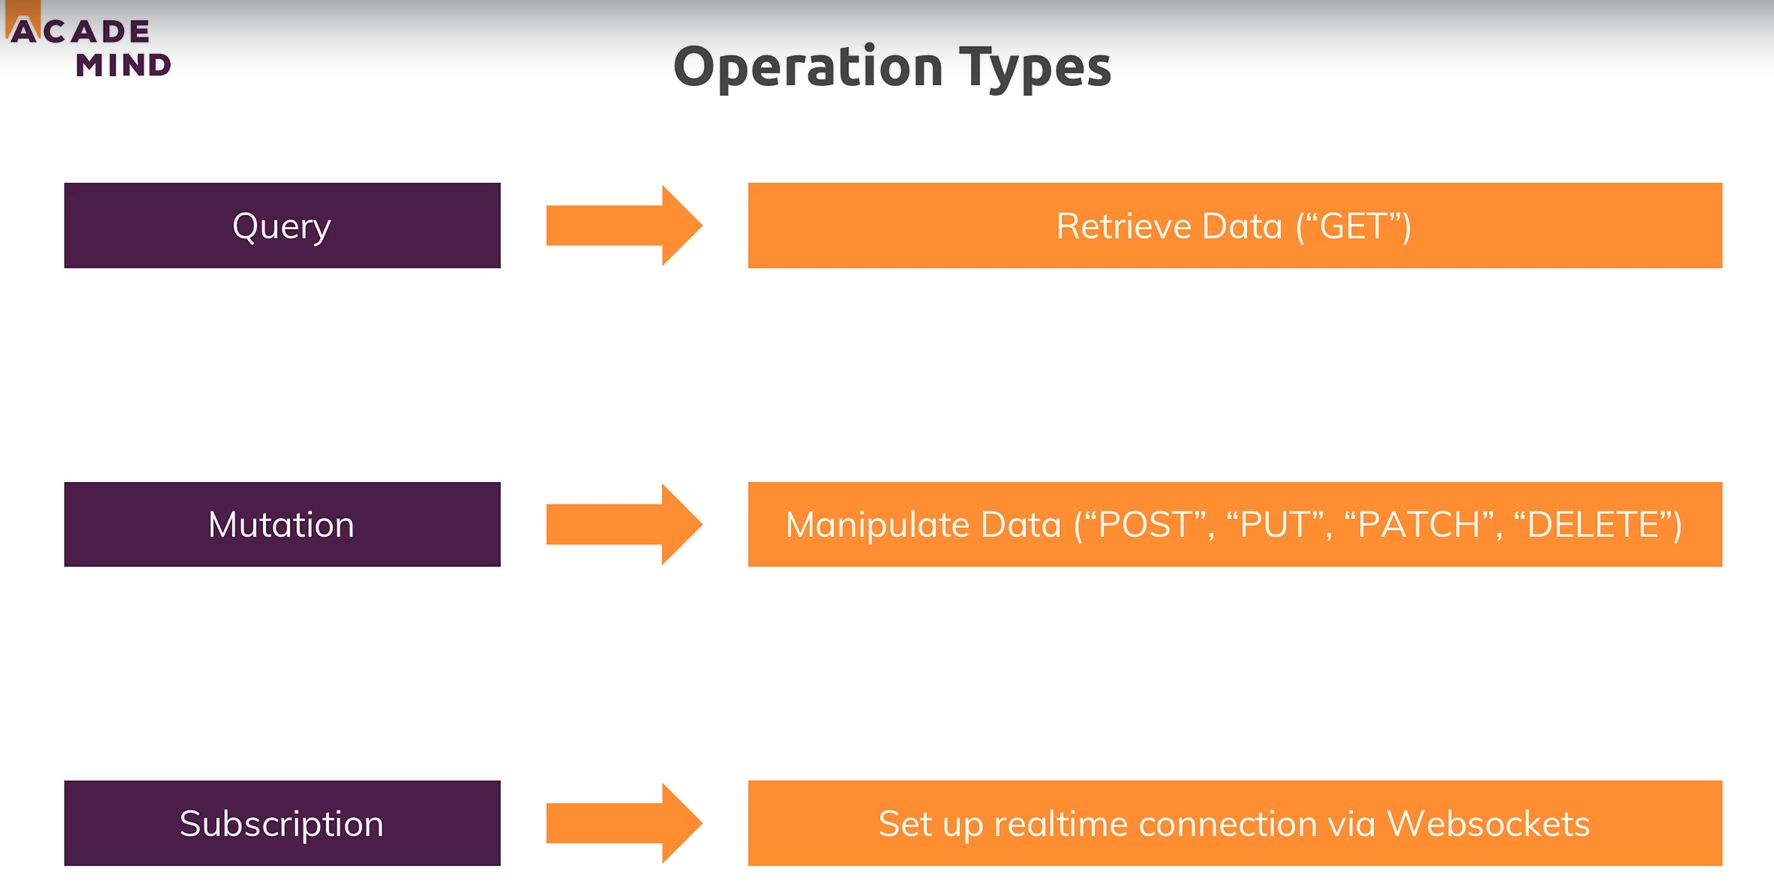 ACADE
MIND
Operation Types
Query
Retrieve Data (“GET”)
Mutation
Manipulate Data (“POST”, “PUT”, “PATCH”, “DELETE”)
Subscription
Set up realtime connection via Websockets